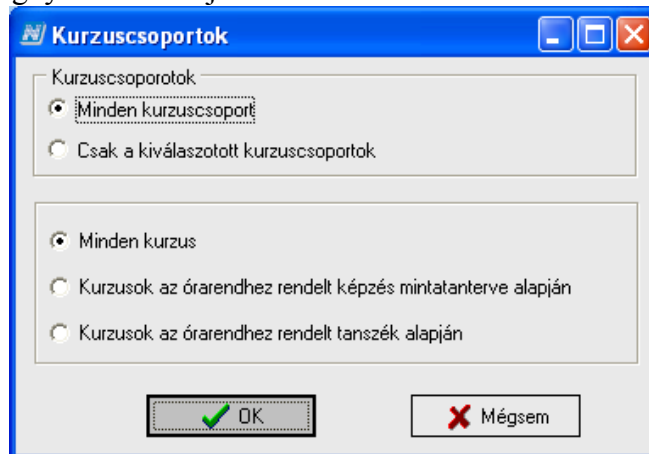 Kurzuscsoportok
Kurzuscsoporotok
Minden kurzuscsoport
Csak a kiválaszotott kurzuscsoportok
Minden kurzus
Kurzusok az órarendhez rendelt képzés mintatanterve alapján
Kurzusok az órarendhez rendelt tanszék alapján
OK Mégsem